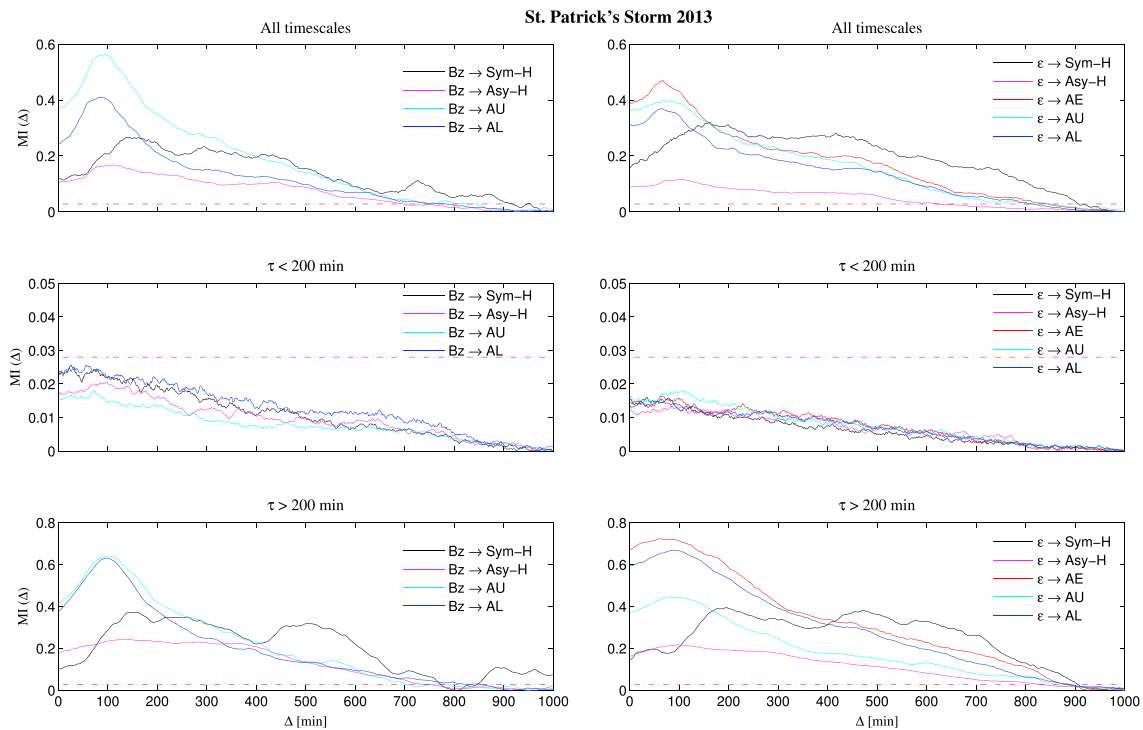 St. Patrick's Storm 2013
All timescales
MI (Δ)
0.6
0.4
0.2
0
Bz → Sym−H
Bz → Asy−H
Bz → AU
Bz → AL
All timescales
0.6
0.4
0.2
0
ε → Sym−H
ε → Asy−H
ε → AE
ε → AU
ε → AL
τ < 200 min
MI (Δ)
0.05
0.04
0.03
0.02
0.01
0
Bz → Sym−H
Bz → Asy−H
Bz → AU
Bz → AL
τ < 200 min
0.05
0.04
0.03
0.02
0.01
0
ε → Sym−H
ε → Asy−H
ε → AE
ε → AU
ε → AL
τ > 200 min
MI (Δ)
0.8
0.6
0.4
0.2
0
Bz → Sym−H
Bz → Asy−H
Bz → AU
Bz → AL
0 100 200 300 400 500 600 700 800 900 1000
Δ [min]
τ > 200 min
0.8
0.6
0.4
0.2
0
ε → Sym−H
ε → Asy−H
ε → AE
ε → AU
ε → AL
0 100 200 300 400 500 600 700 800 900 1000
Δ [min]